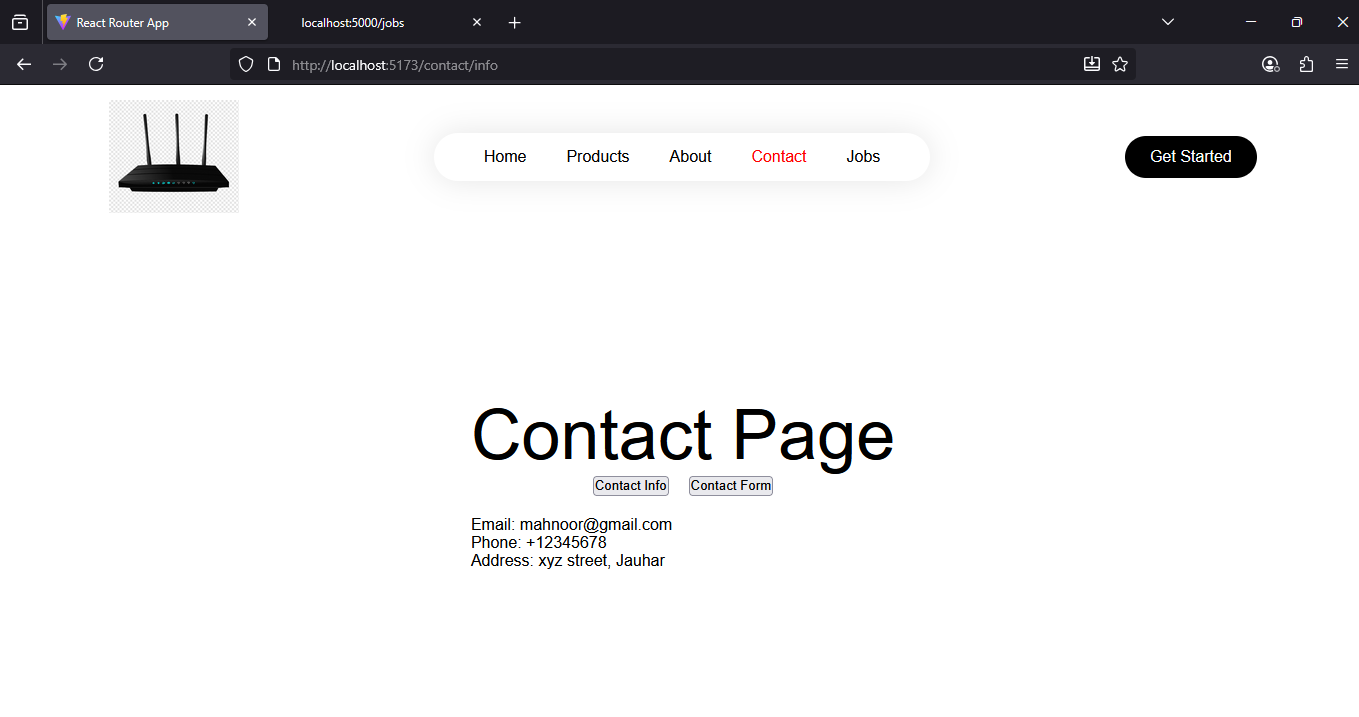 React Router App
localhost:5000/jobs
http://localhost:5173/contact/info
Home Products About Contact Jobs
Get Started
Contact Page
Contact Info Contact Form
Email: mahnoor@gmail.com
Phone: +12345678
Address: xyz street, Jauhar